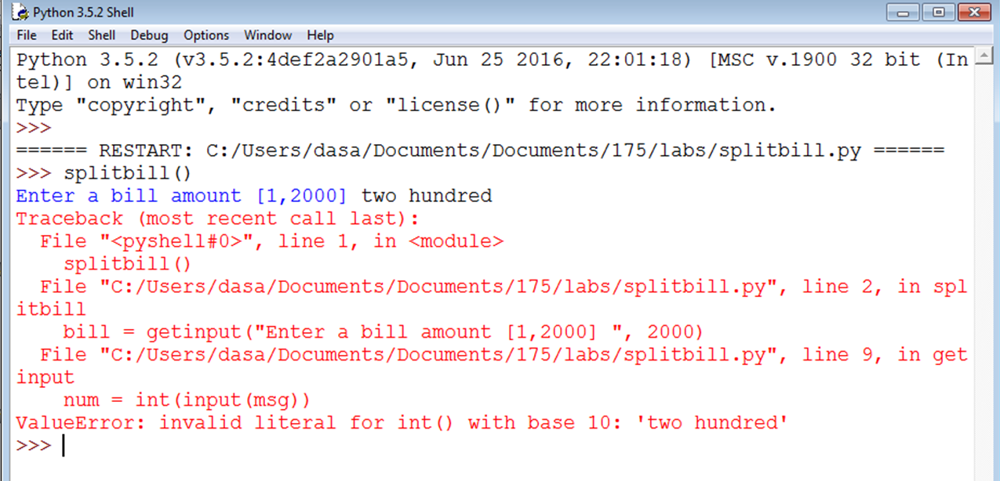 Python 3.5.2 Shell
File Edit Shell Debug Options Window Help
Python 3.5.2 (v3.5.2:4def2a2901a5, Jun 25 2016, 22:01:18) [MSC v.1900 32 bit (In
tel)] on win32
Type "copyright", "credits" or "license()" for more information.
>>>
====== RESTART: C:/Users/dasa/Documents/Documents/175/labs/splitbill.py ======
>>> splitbill()
Enter a bill amount [1,2000] two hundred
Traceback (most recent call last):
  File "<pyshell#0>", line 1, in <module>
    splitbill()
  File "C:/Users/dasa/Documents/Documents/175/labs/splitbill.py", line 2, in spl
itbill
    bill = getinput("Enter a bill amount [1,2000] ", 2000)
  File "C:/Users/dasa/Documents/Documents/175/labs/splitbill.py", line 9, in get
input
    num = int(input(msg))
ValueError: invalid literal for int() with base 10: 'two hundred'
>>>